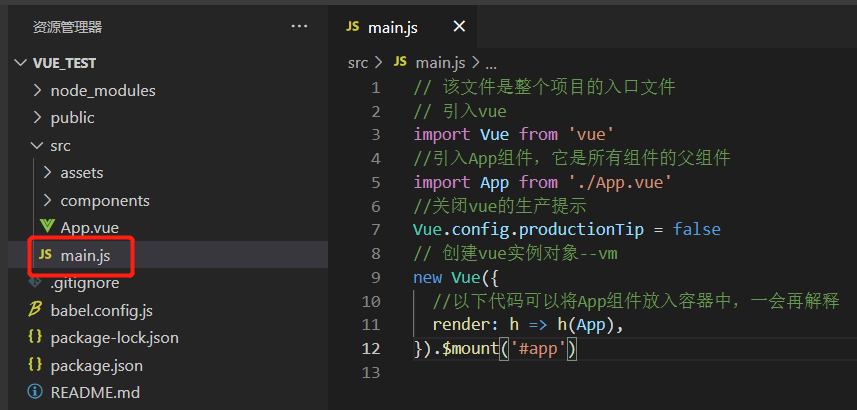 资源管理器
VUE_TEST
node_modules
public
src
assets
components
App.vue
JS main.js
.gitignore
babel.config.js
{} package-lock.json
{} package.json
README.md
JS main.js
src > JS main.js > ...
1 // 该文件是整个项目的入口文件
2 // 引入vue
3 import Vue from 'vue'
4 //引入App组件，它是所有组件的父组件
5 import App from './App.vue'
6 //关闭vue的生产提示
7 Vue.config.productionTip = false
8 // 创建vue实例对象--vm
9 new Vue({
10 //以下代码可以将App组件放入容器中，一会再解释
11 render: h => h(App),
12 }).$mount('#app')
13